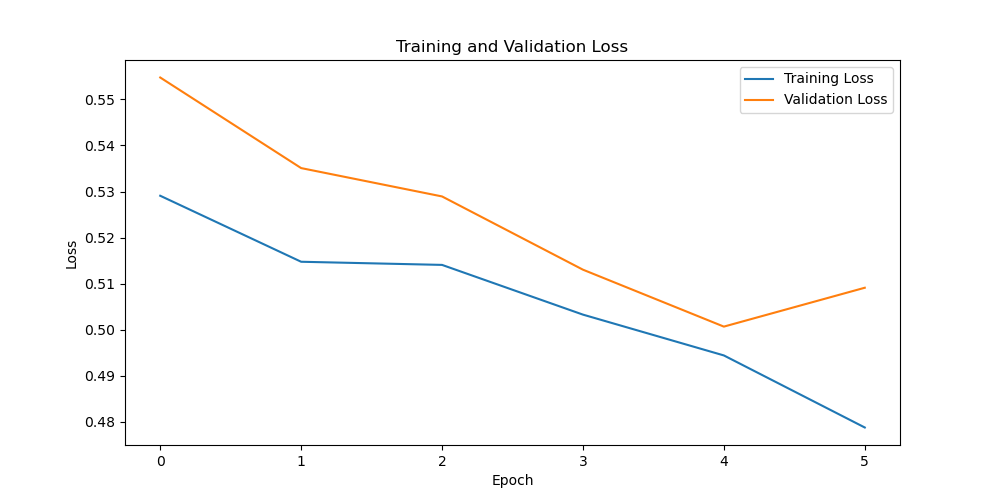 Training and Validation Loss
Training Loss
Validation Loss
Loss
0.55
0.54
0.53
0.52
0.51
0.50
0.49
0.48
0 1 2 3 4 5
Epoch